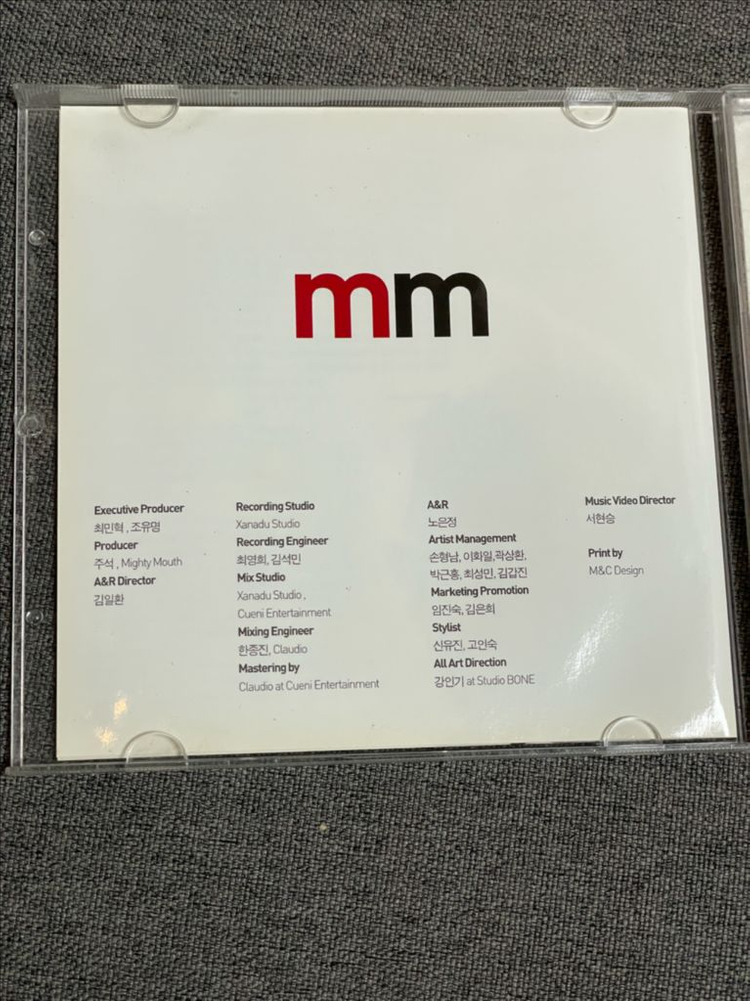 mm
Executive Producer
최민혁 , 조유명
Producer
주석 , Mighty Mouth
A&R Director
김일환
Recording Studio
Xanadu Studio
Recording Engineer
최영희, 김석민
Mix Studio
Xanadu Studio ,
Cueni Entertainment
Mixing Engineer
한종진, Claudio
Mastering by
Claudio at Cueni Entertainment
A&R
노은정
Artist Management
손형남, 이화일,곽상환,
박근홍, 최성민, 김갑진
Marketing Promotion
임진숙, 김은희
Stylist
신유진, 고인숙
All Art Direction
강인기 at Studio BONE
Music Video Director
서현승
Print by
M&C Design